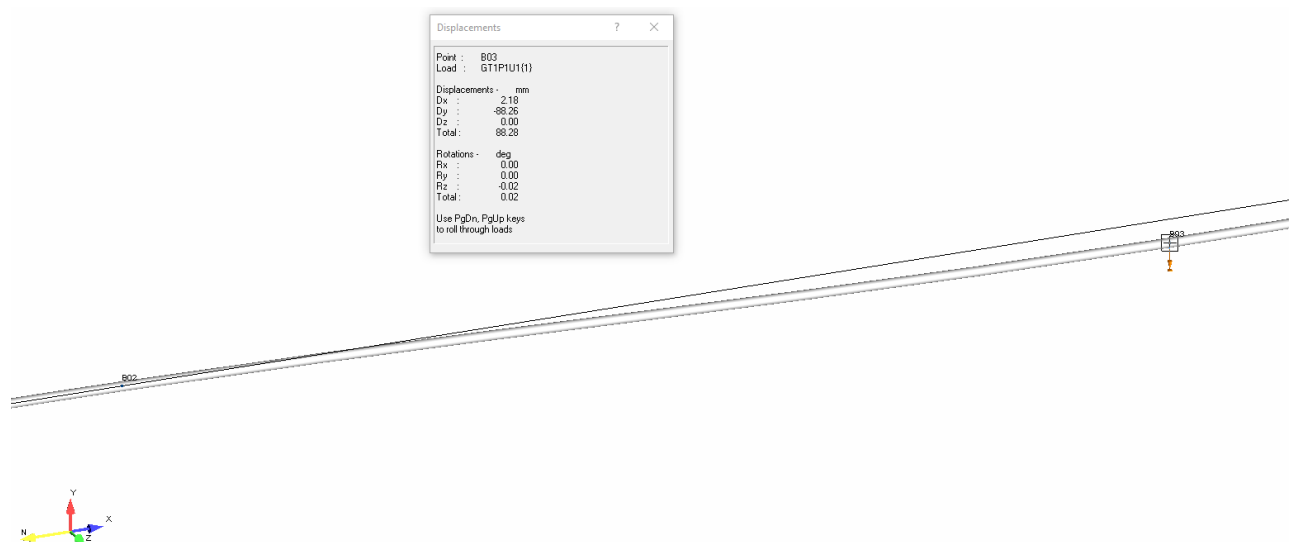 Displacements ? ×
Point : B03
Load : GT1P1U1{1}
Displacements - mm
Dx : 2.18
Dy : -88.26
Dz : 0.00
Total : 88.28
Rotations - deg
Rx : 0.00
Ry : 0.00
Rz : -0.02
Total : 0.02
Use PgDn, PgUp keys
to roll through loads
B03
B02
Y
X
N
Z